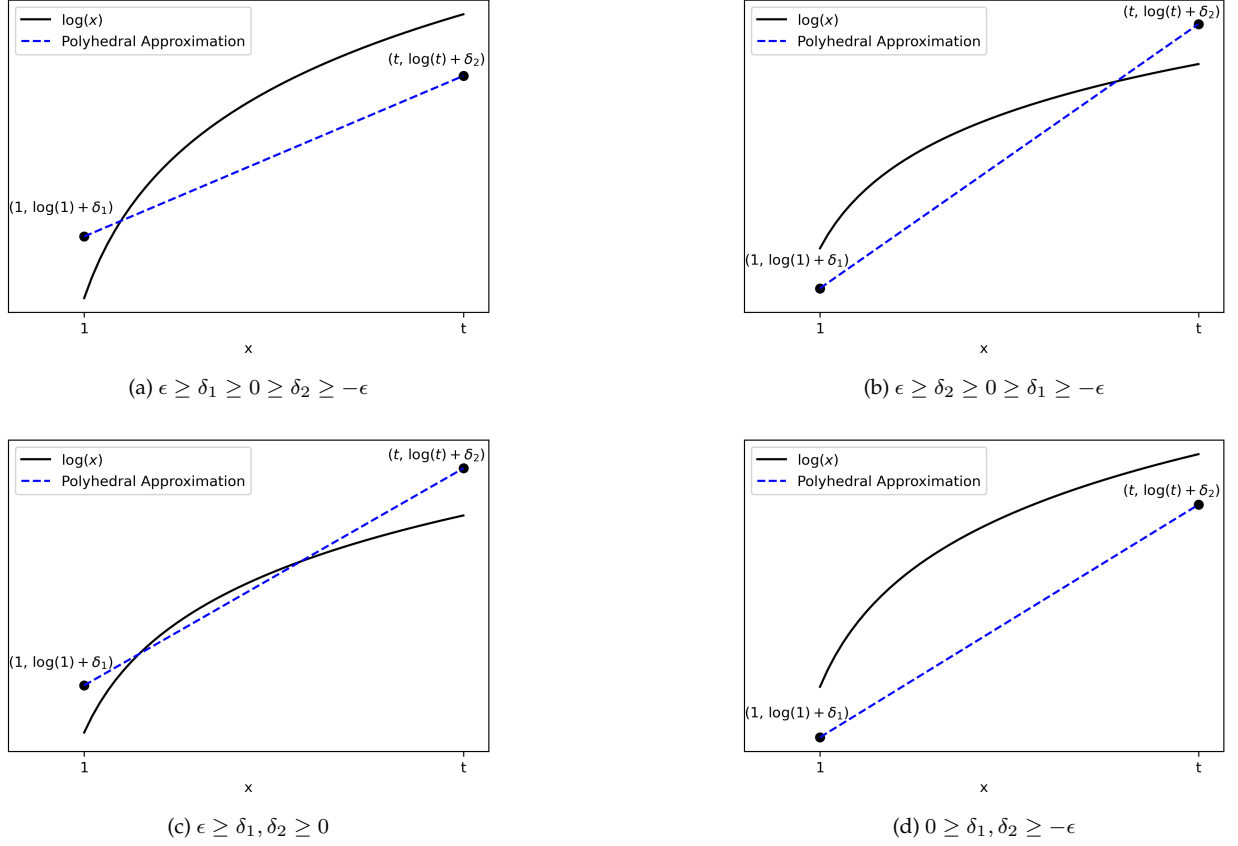 log(x)
Polyhedral Approximation
(t, log(t) + δ₂)
(1, log(1) + δ₁)
1
t
x
(a) ϵ ≥ δ₁ ≥ 0 ≥ δ₂ ≥ −ϵ
log(x)
Polyhedral Approximation
(t, log(t) + δ₂)
(1, log(1) + δ₁)
1
t
x
(b) ϵ ≥ δ₂ ≥ 0 ≥ δ₁ ≥ −ϵ
log(x)
Polyhedral Approximation
(t, log(t) + δ₂)
(1, log(1) + δ₁)
1
t
x
(c) ϵ ≥ δ₁, δ₂ ≥ 0
log(x)
Polyhedral Approximation
(t, log(t) + δ₂)
(1, log(1) + δ₁)
1
t
x
(d) 0 ≥ δ₁, δ₂ ≥ −ϵ